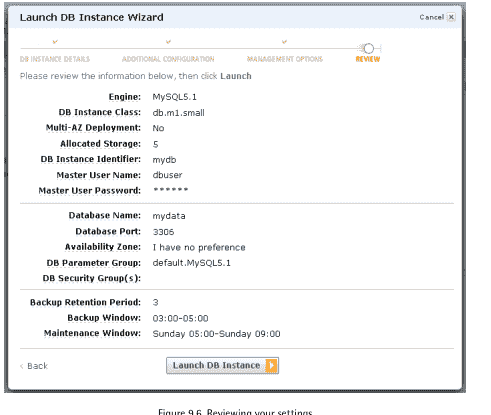 Launch DB Instance Wizard
Cancel x
DB INSTANCE DETAILS ADDITIONAL CONFIGURATION MANAGEMENT OPTIONS REVIEW
Please review the information below, then click Launch
Engine: MySQL5.1
DB Instance Class: db.m1.small
Multi-AZ Deployment: No
Allocated Storage: 5
DB Instance Identifier: mydb
Master User Name: dbuser
Master User Password: ******
Database Name: mydata
Database Port: 3306
Availability Zone: I have no preference
DB Parameter Group: default.MySQL5.1
DB Security Group(s):
Backup Retention Period: 3
Backup Window: 03:00-05:00
Maintenance Window: Sunday 05:00-Sunday 09:00
< Back
Launch DB Instance
Figure 9.6 Reviewing your settings